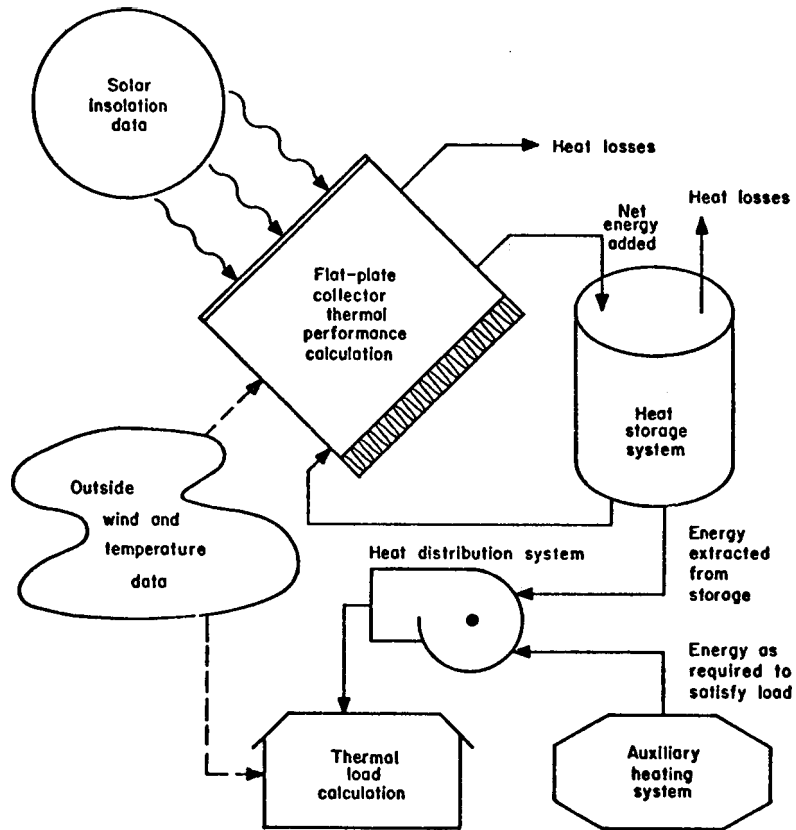 Solar
insolation
data
Heat losses
Heat losses
Net
energy
added
Flat-plate
collector
thermal
performance
calculation
Heat
storage
system
Outside
wind and
temperature
data
Heat distribution system
Energy
extracted
from
storage
Energy as
required to
satisfy load
Thermal
load
calculation
Auxiliary
heating
system